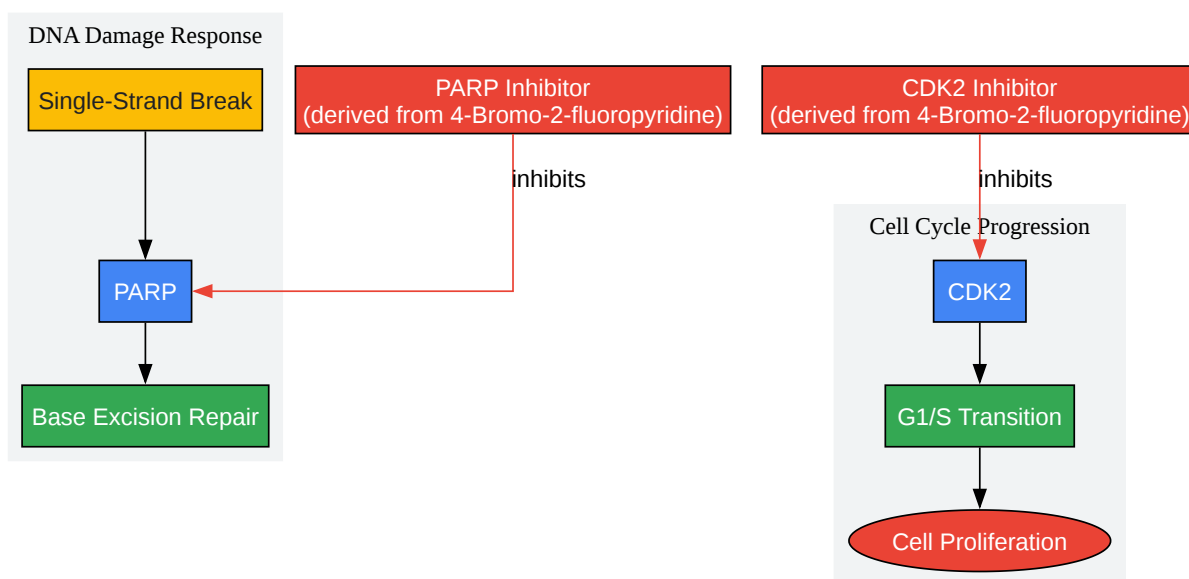 DNA Damage Response
Single-Strand Break
PARP
Base Excision Repair
PARP Inhibitor
(derived from 4-Bromo-2-fluoropyridine)
inhibits
CDK2 Inhibitor
(derived from 4-Bromo-2-fluoropyridine)
inhibits
Cell Cycle Progression
CDK2
G1/S Transition
Cell Proliferation